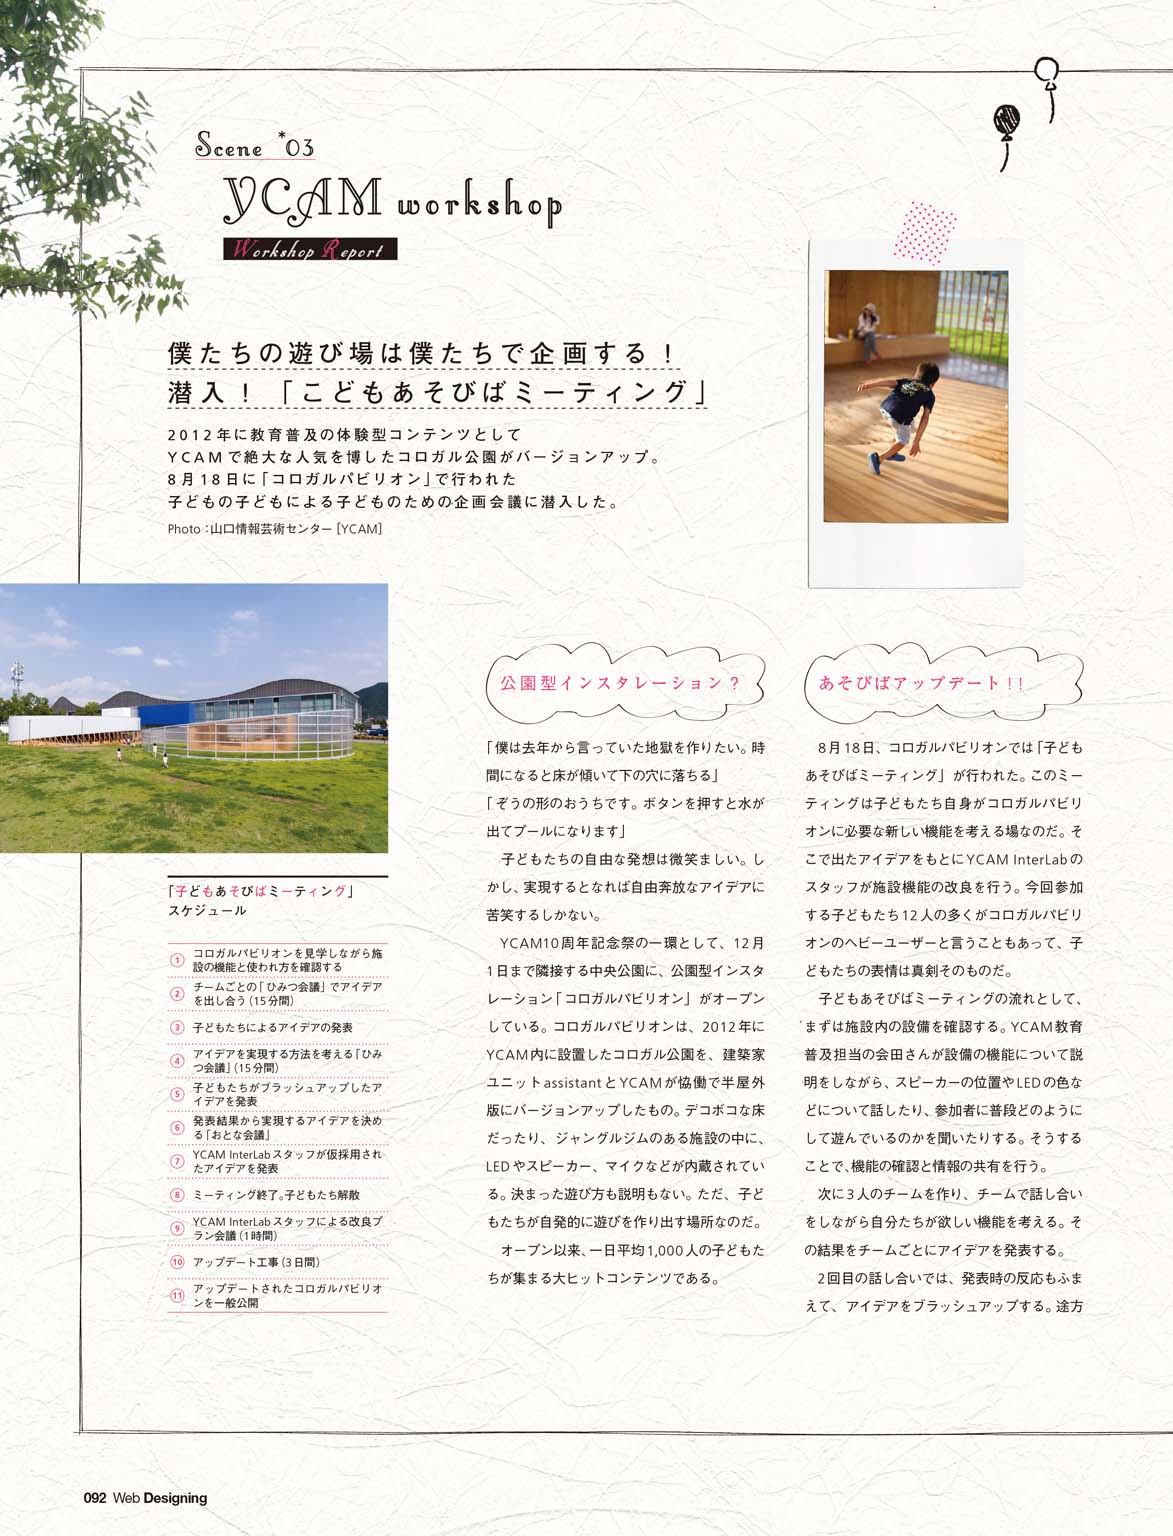 Scene *03
YCAM workshop
Workshop Report
僕たちの遊び場は僕たちで企画する！
潜入！「こどもあそびばミーティング」
2012年に教育普及の体験型コンテンツとして
YCAMで絶大な人気を博したコロガル公園がバージョンアップ。
8月18日に「コロガルパビリオン」で行われた
子どもの子どもによる子どものための企画会議に潜入した。
Photo：山口情報芸術センター［YCAM］
「子どもあそびばミーティング」
スケジュール
1 コロガルパビリオンを見学しながら施
設の機能と使われ方を確認する
2 チームごとの「ひみつ会議」でアイデア
を出し合う（15分間）
3 子どもたちによるアイデアの発表
4 アイデアを実現する方法を考える「ひみ
つ会議」（15分間）
5 子どもたちがブラッシュアップしたア
イデアを発表
6 発表結果から実現するアイデアを決め
る「おとな会議」
7 YCAM InterLabスタッフが仮採用され
たアイデアを発表
8 ミーティング終了。子どもたち解散
9 YCAM InterLabスタッフによる改良プ
ラン会議（1時間）
10 アップデート工事（3日間）
11 アップデートされたコロガルパビリオ
ンを一般公開
公園型インスタレーション？
「僕は去年から言っていた地獄を作りたい。時
間になると床が傾いて下の穴に落ちる」
「ぞうの形のおうちです。ボタンを押すと水が
出てプールになります」
子どもたちの自由な発想は微笑ましい。し
かし、実現するとなれば自由奔放なアイデアに
苦笑するしかない。
YCAM10周年記念祭の一環として、12月
1日まで隣接する中央公園に、公園型インスタ
レーション「コロガルパビリオン」がオープン
している。コロガルパビリオンは、2012年に
YCAM内に設置したコロガル公園を、建築家
ユニットassistantとYCAMが恊働で半屋外
版にバージョンアップしたもの。デコボコな床
だったり、ジャングルジムのある施設の中に、
LEDやスピーカー、マイクなどが内蔵されてい
る。決まった遊び方も説明もない。ただ、子ど
もたちが自発的に遊びを作り出す場所なのだ。
オープン以来、一日平均1,000人の子どもた
ちが集まる大ヒットコンテンツである。
あそびばアップデート！！
8月18日、コロガルパビリオンでは「子ども
あそびばミーティング」が行われた。このミー
ティングは子どもたち自身がコロガルパビリ
オンに必要な新しい機能を考える場なのだ。そ
こで出たアイデアをもとにYCAM InterLabの
スタッフが施設機能の改良を行う。今回参加
する子どもたち12人の多くがコロガルパビリ
オンのヘビーユーザーと言うこともあって、子
どもたちの表情は真剣そのものだ。
子どもあそびばミーティングの流れとして、
まずは施設内の設備を確認する。YCAM教育
普及担当の会田さんが設備の機能について説
明をしながら、スピーカーの位置やLEDの色な
どについて話したり、参加者に普段どのように
して遊んでいるのかを聞いたりする。そうする
ことで、機能の確認と情報の共有を行う。
次に3人のチームを作り、チームで話し合い
をしながら自分たちが欲しい機能を考える。そ
の結果をチームごとにアイデアを発表する。
2回目の話し合いでは、発表時の反応もふま
えて、アイデアをブラッシュアップする。途方
092 Web Designing